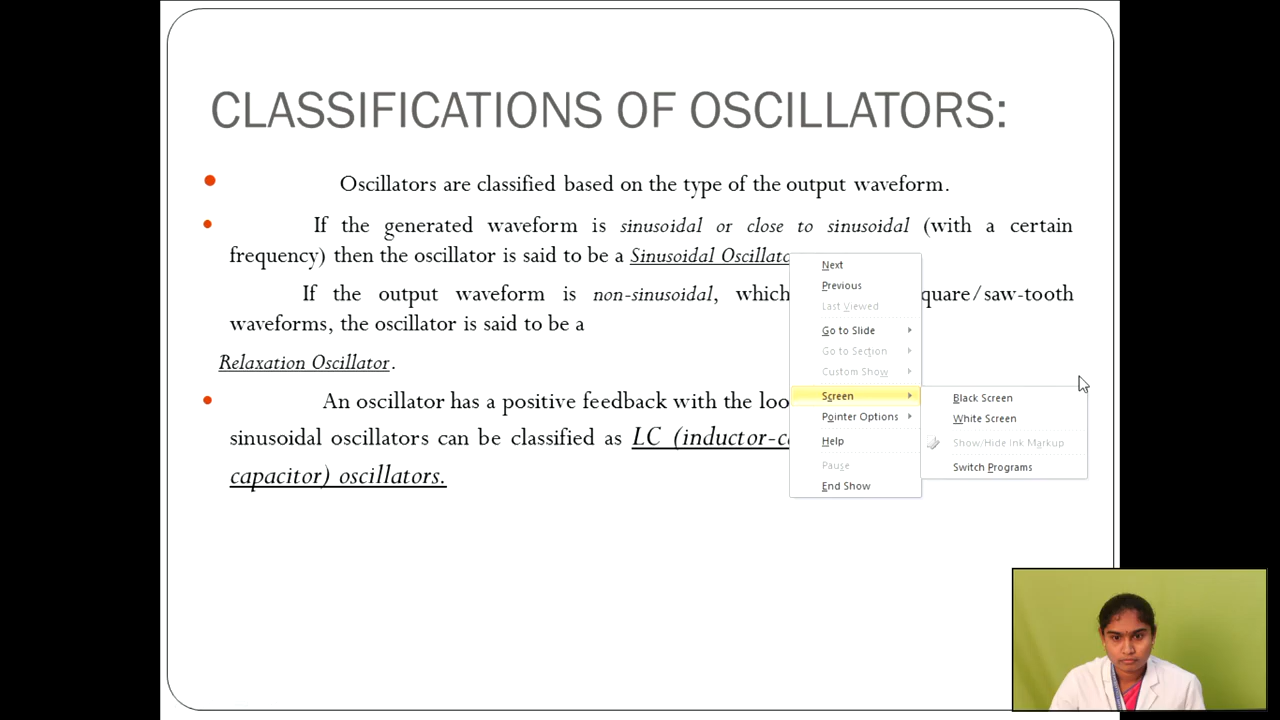 CLASSIFICATIONS OF OSCILLATORS:
Oscillators are classified based on the type of the output waveform.
If the generated waveform is sinusoidal or close to sinusoidal (with a certain
frequency) then the oscillator is said to be a Sinusoidal
If the output waveform is non-sinusoidal, which /saw-tooth
waveforms, the oscillator is said to be a
Relaxation Oscillator.
An oscillator has a positive feedback with the
sinusoidal oscillators can be classified as LC
capacitor) oscillators.
Next
Previous
Last Viewed
Go to Slide
Go to Section
Custom Show
Screen
Pointer Options
Help
Pause
End Show
Black Screen
White Screen
Show/Hide Ink Markup
Switch Programs